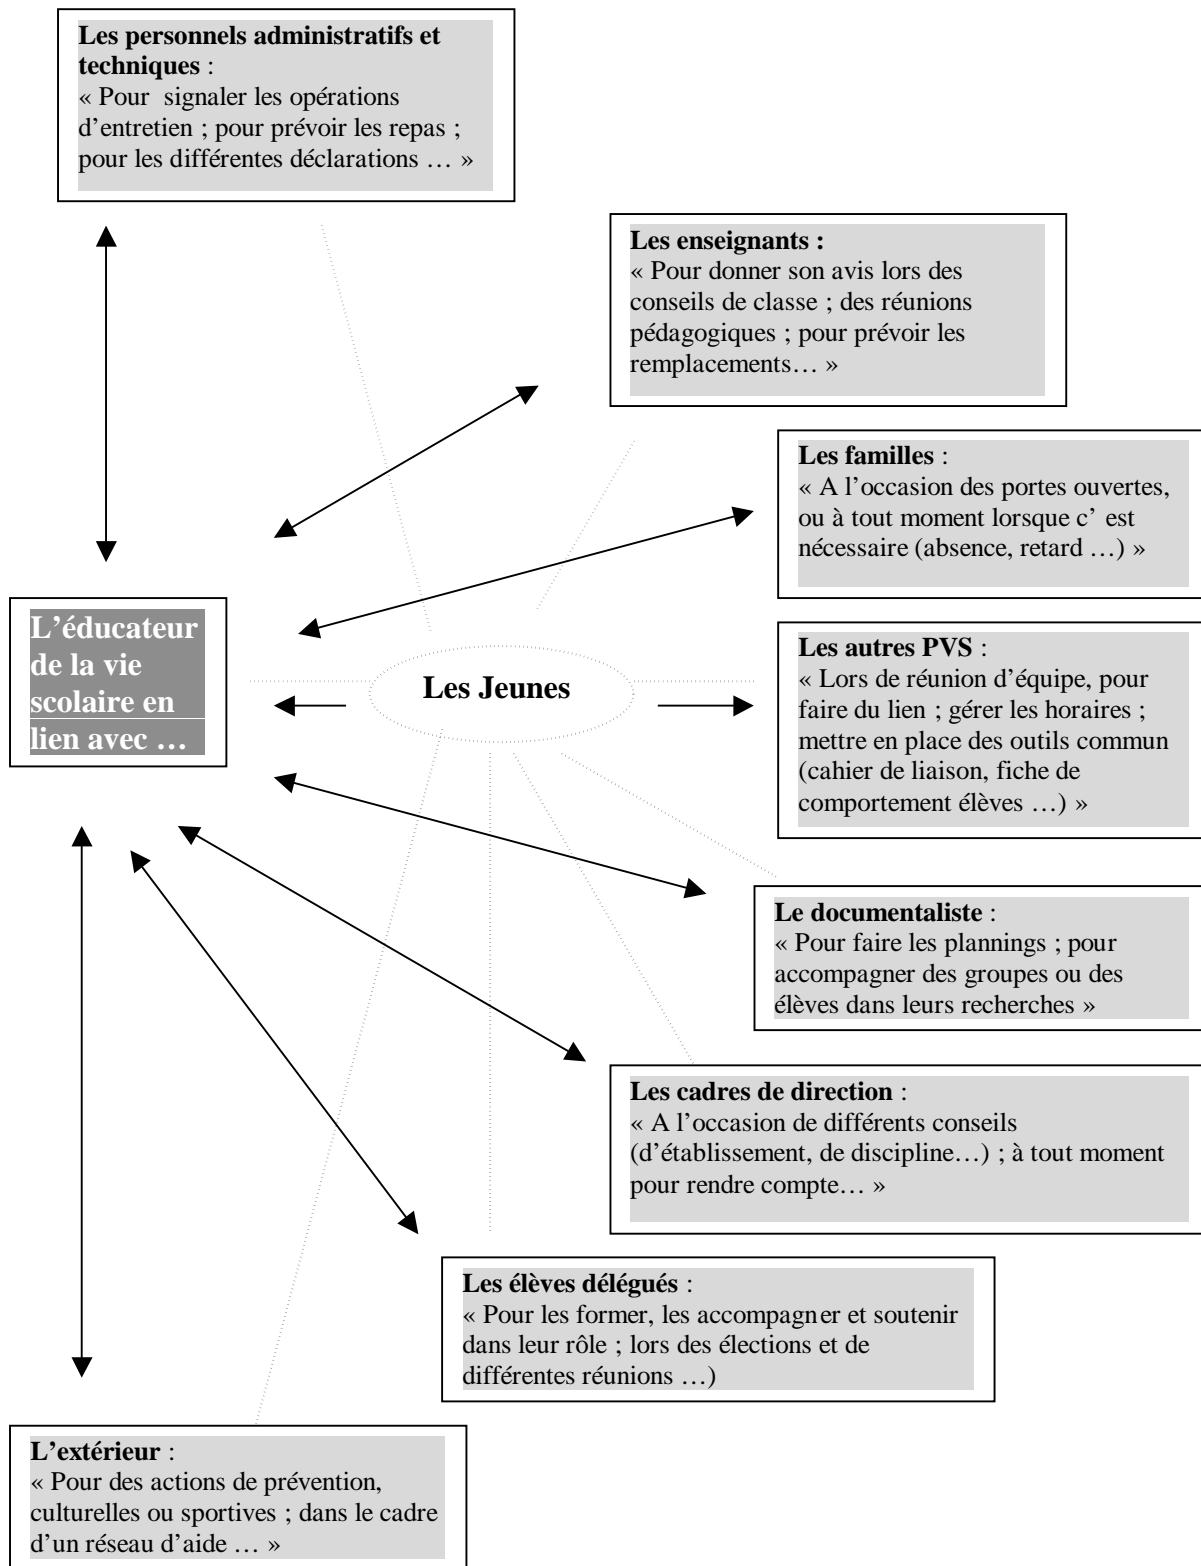 Les personnels administratifs et
techniques :
« Pour  signaler les opérations
d’entretien ; pour prévoir les repas ;
pour les différentes déclarations … »
Les enseignants :
« Pour donner son avis lors des
conseils de classe ; des réunions
pédagogiques ; pour prévoir les
remplacements… »
Les familles :
« A l’occasion des portes ouvertes,
ou à tout moment lorsque c’ est
nécessaire (absence, retard …) »
L’éducateur
de la vie
scolaire en
lien avec …
Les Jeunes
Les autres PVS :
« Lors de réunion d’équipe, pour
faire du lien ; gérer les horaires ;
mettre en place des outils commun
(cahier de liaison, fiche de
comportement élèves …) »
Le documentaliste :
« Pour faire les plannings ; pour
accompagner des groupes ou des
élèves dans leurs recherches »
Les cadres de direction :
« A l’occasion de différents conseils
(d’établissement, de discipline…) ; à tout moment
pour rendre compte… »
Les élèves délégués :
« Pour les former, les accompagner et soutenir
dans leur rôle ; lors des élections et de
différentes réunions …)
L’extérieur :
« Pour des actions de prévention,
culturelles ou sportives ; dans le cadre
d’un réseau d’aide … »